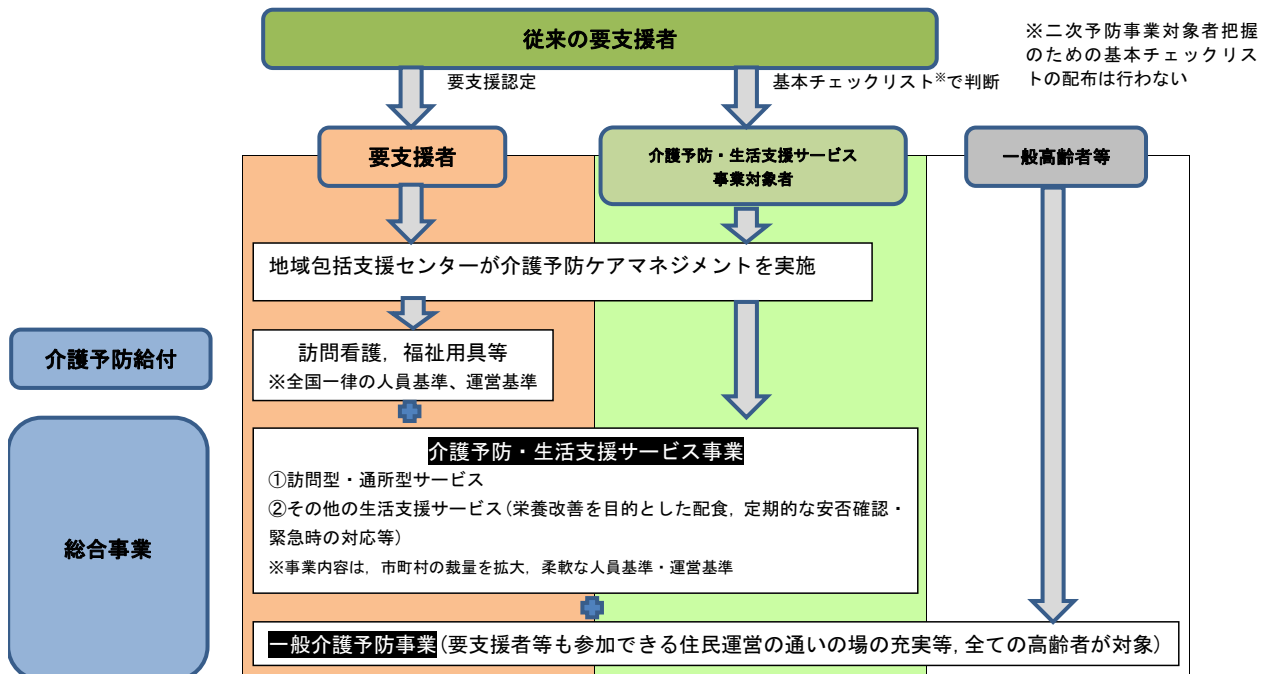 従来の要支援者
※二次予防事業対象者把握
のための基本チェックリス
トの配布は行わない
要支援認定
基本チェックリスト※で判断
要支援者
介護予防・生活支援サービス
事業対象者
一般高齢者等
地域包括支援センターが介護予防ケアマネジメントを実施
介護予防給付
訪問看護，福祉用具等
※全国一律の人員基準、運営基準
総合事業
介護予防・生活支援サービス事業
①訪問型・通所型サービス
②その他の生活支援サービス(栄養改善を目的とした配食，定期的な安否確認・
緊急時の対応等)
※事業内容は，市町村の裁量を拡大，柔軟な人員基準・運営基準
一般介護予防事業(要支援者等も参加できる住民運営の通いの場の充実等，全ての高齢者が対象)